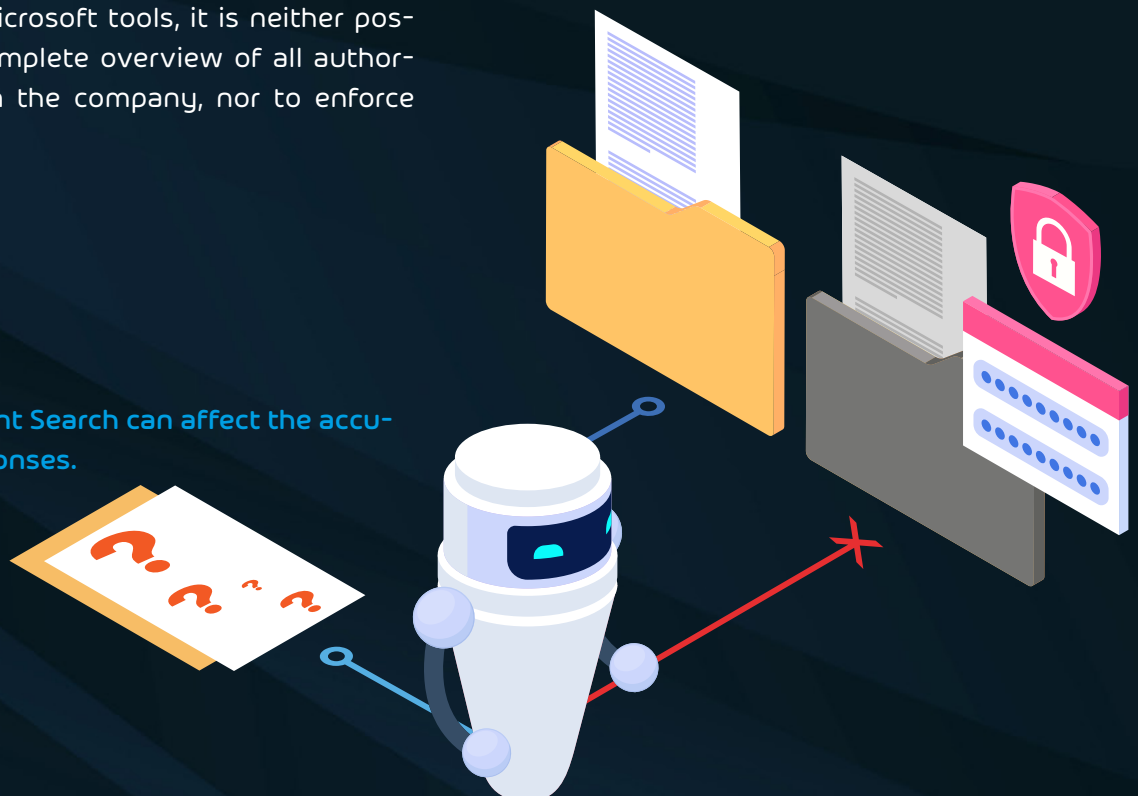 icrosoft tools, it is neither pos-
mplete overview of all author-
the company, nor to enforce
nt Search can affect the accu-
onses.